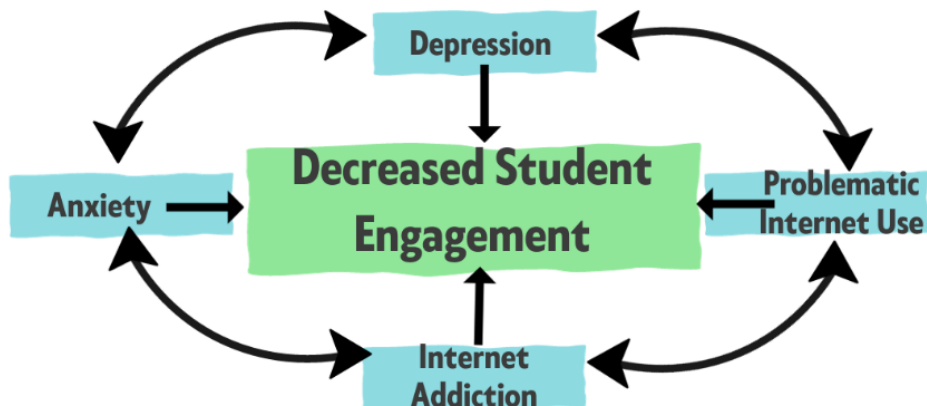 Depression
Decreased Student
Engagement
Anxiety
Problematic
Internet Use
Internet
Addiction